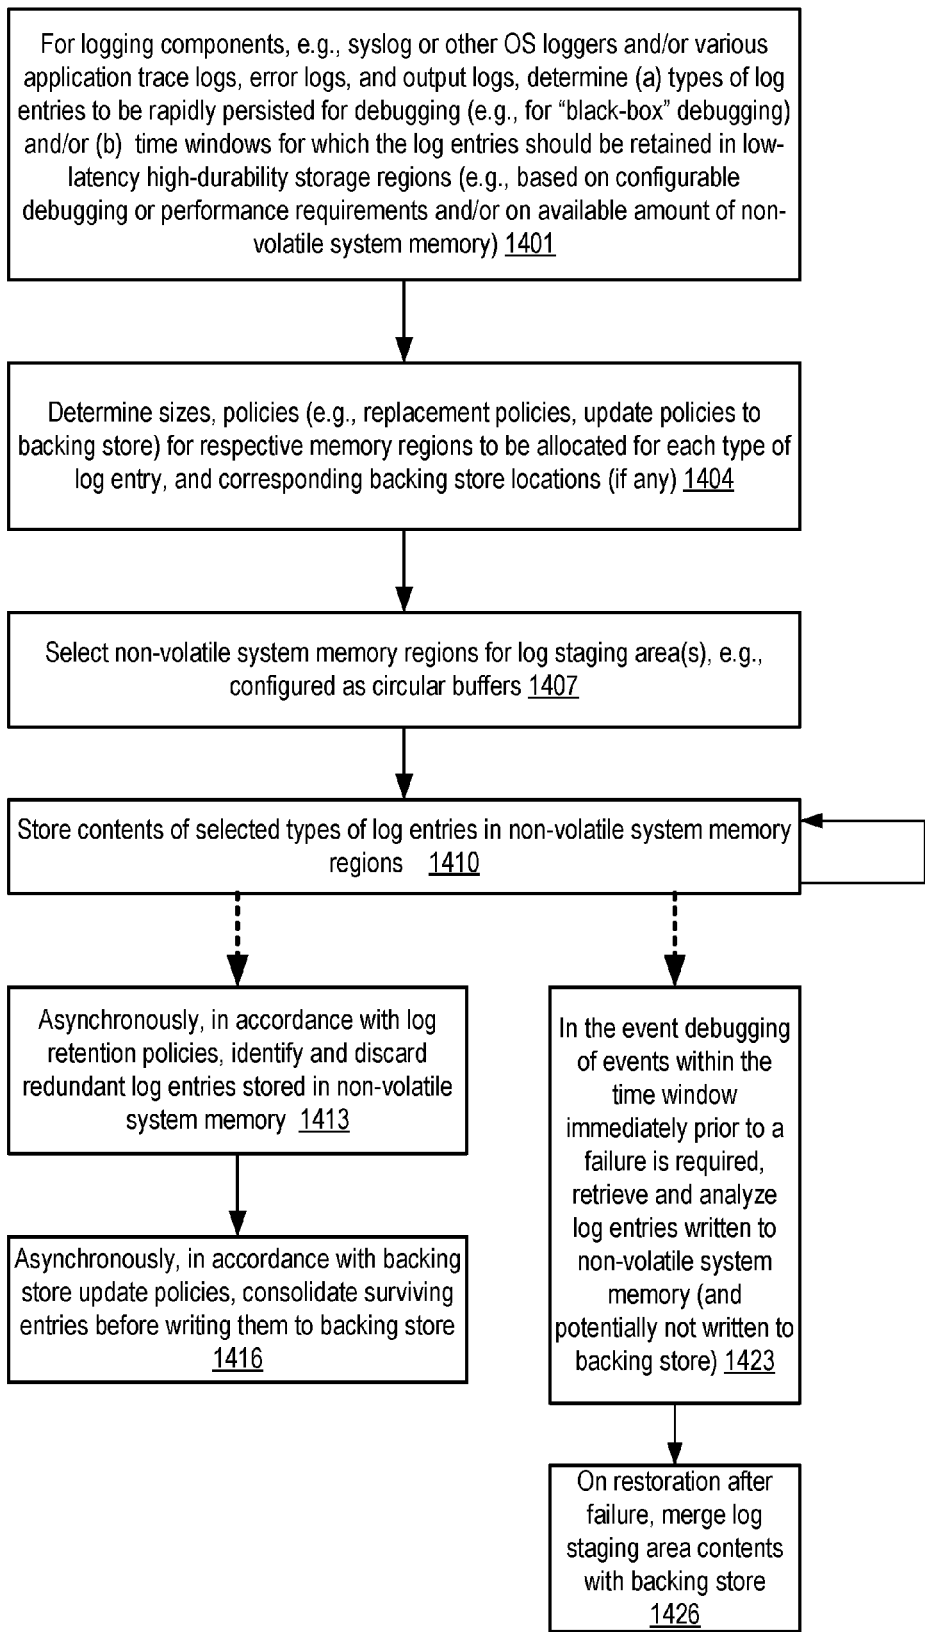 For logging components, e.g., syslog or other OS loggers and/or various
application trace logs, error logs, and output logs, determine (a) types of log
entries to be rapidly persisted for debugging (e.g., for “black-box” debugging)
and/or (b) time windows for which the log entries should be retained in low-
latency high-durability storage regions (e.g., based on configurable
debugging or performance requirements and/or on available amount of non-
volatile system memory) 1401
Determine sizes, policies (e.g., replacement policies, update policies to
backing store) for respective memory regions to be allocated for each type of
log entry, and corresponding backing store locations (if any) 1404
Select non-volatile system memory regions for log staging area(s), e.g.,
configured as circular buffers 1407
Store contents of selected types of log entries in non-volatile system memory
regions 1410
Asynchronously, in accordance with log
retention policies, identify and discard
redundant log entries stored in non-volatile
system memory 1413
Asynchronously, in accordance with backing
store update policies, consolidate surviving
entries before writing them to backing store
1416
In the event debugging
of events within the
time window
immediately prior to a
failure is required,
retrieve and analyze
log entries written to
non-volatile system
memory (and
potentially not written to
backing store) 1423
On restoration after
failure, merge log
staging area contents
with backing store
1426